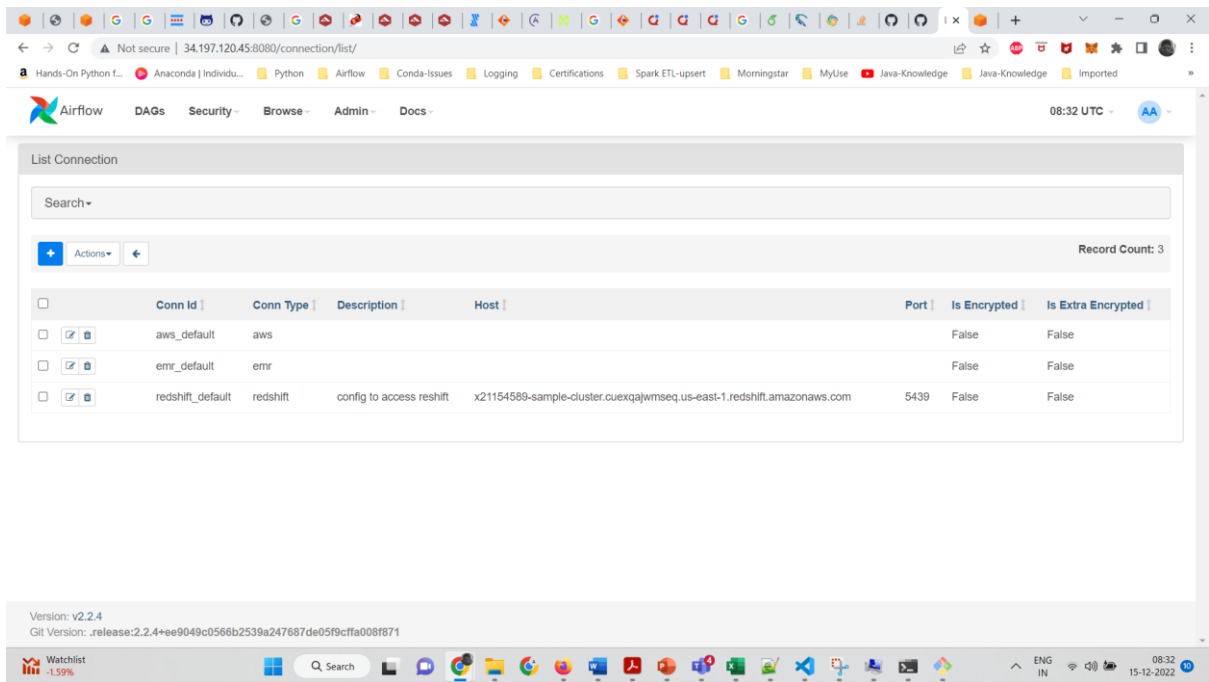 Not secure | 34.197.120.45:8080/connection/list/
Hands-On Python f... Anaconda | Individu... Python Airflow Conda-Issues Logging Certifications Spark ETL-upsert Morningstar MyUse Java-Knowledge Java-Knowledge Imported »
Airflow DAGs Security Browse Admin Docs 08:32 UTC AA
List Connection
Search
Actions Record Count: 3
Conn Id Conn Type Description Host Port Is Encrypted Is Extra Encrypted
aws_default aws False False
emr_default emr False False
redshift_default redshift config to access reshift x21154589-sample-cluster.cuexqajwmseq.us-east-1.redshift.amazonaws.com 5439 False False
Version: v2.2.4
Git Version: .release:2.2.4+ee9049c0566b2539a247687de05f9cffa008f871
Watchlist
-1.59%
Search
ENG
IN
08:32
15-12-2022
10